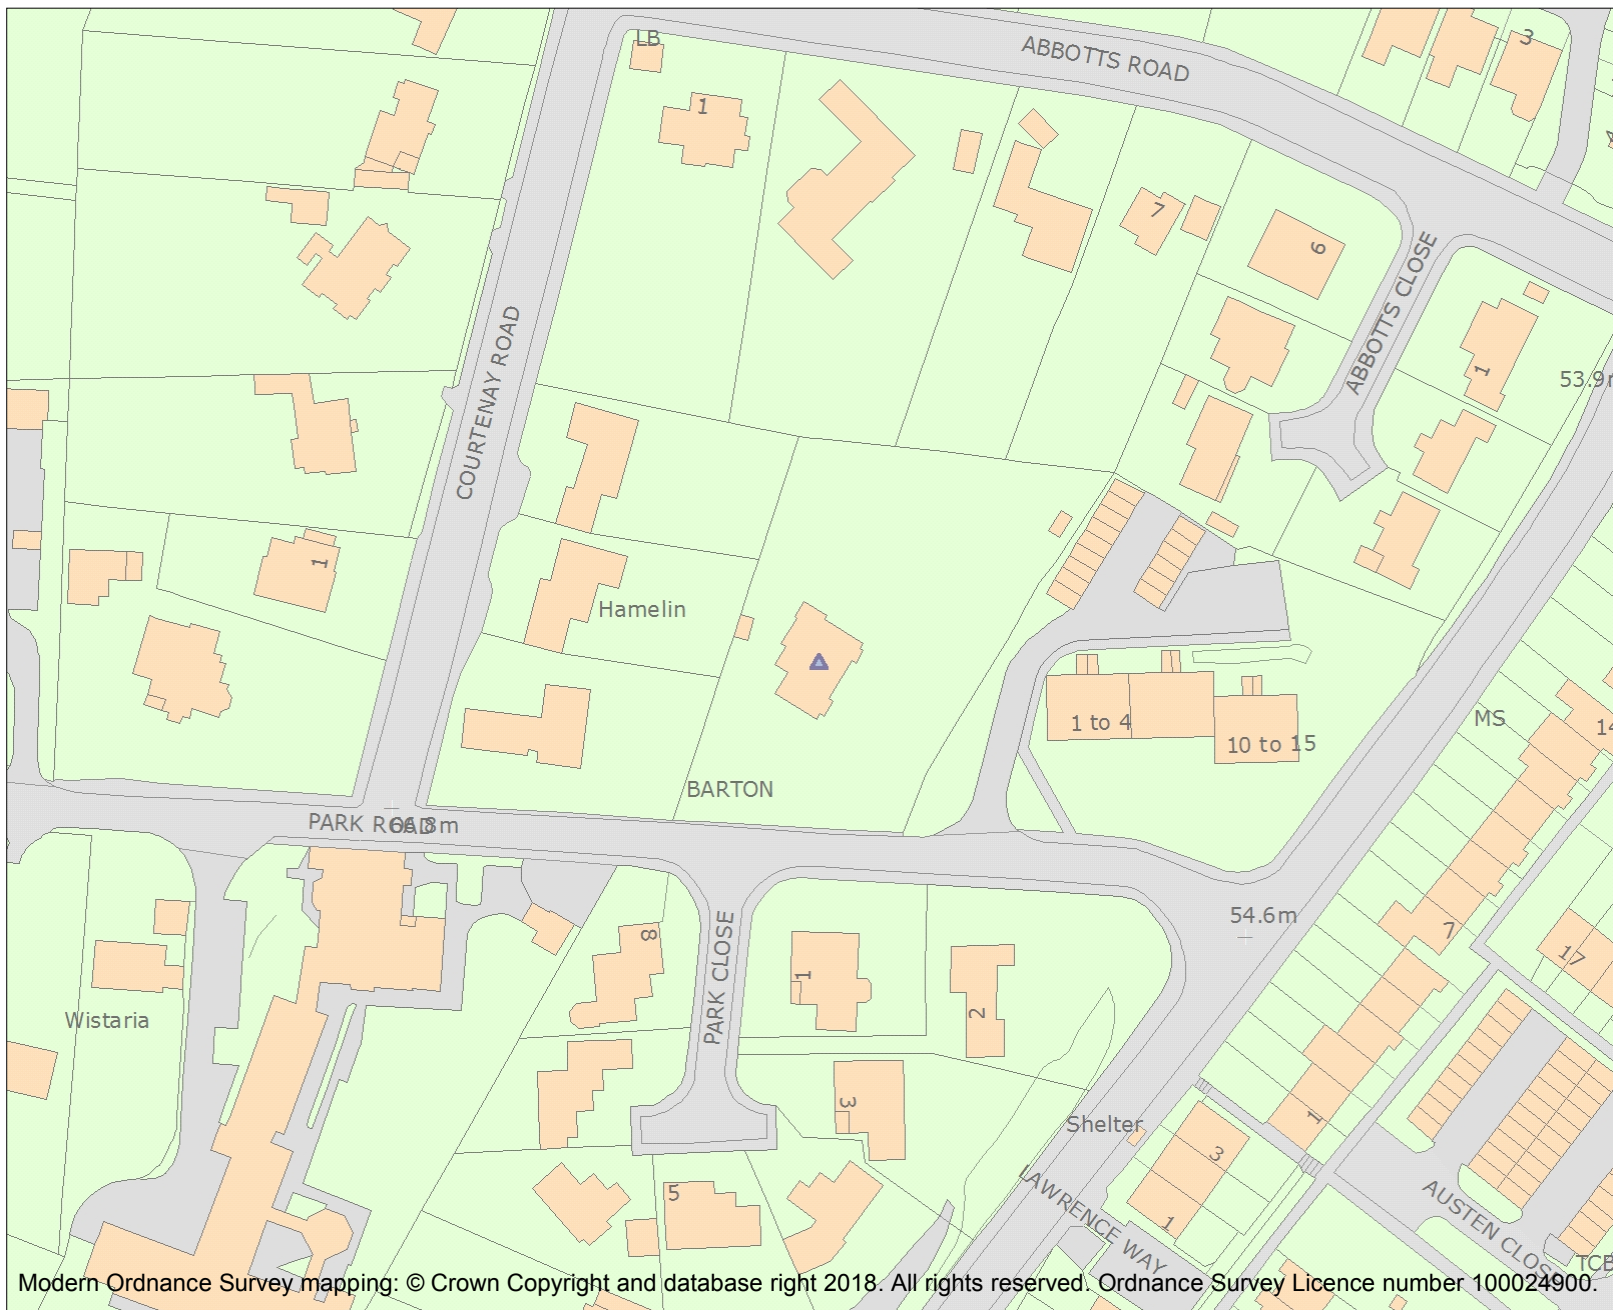 LB
ABBOTTS ROAD
3
1
7
6
ABBOTTS CLOSE
1
53.9m
COURTENAY ROAD
1
Hamelin
1 to 4
10 to 15
MS
14
BARTON
PARK ROAD
66.8m
54.6m
7
17
8
PARK CLOSE
1
2
Wistaria
3
Shelter
1
3
1
5
LAWRENCE WAY
AUSTEN CLOSE
TCB
Modern Ordnance Survey mapping: © Crown Copyright and database right 2018. All rights reserved. Ordnance Survey Licence number 100024900.